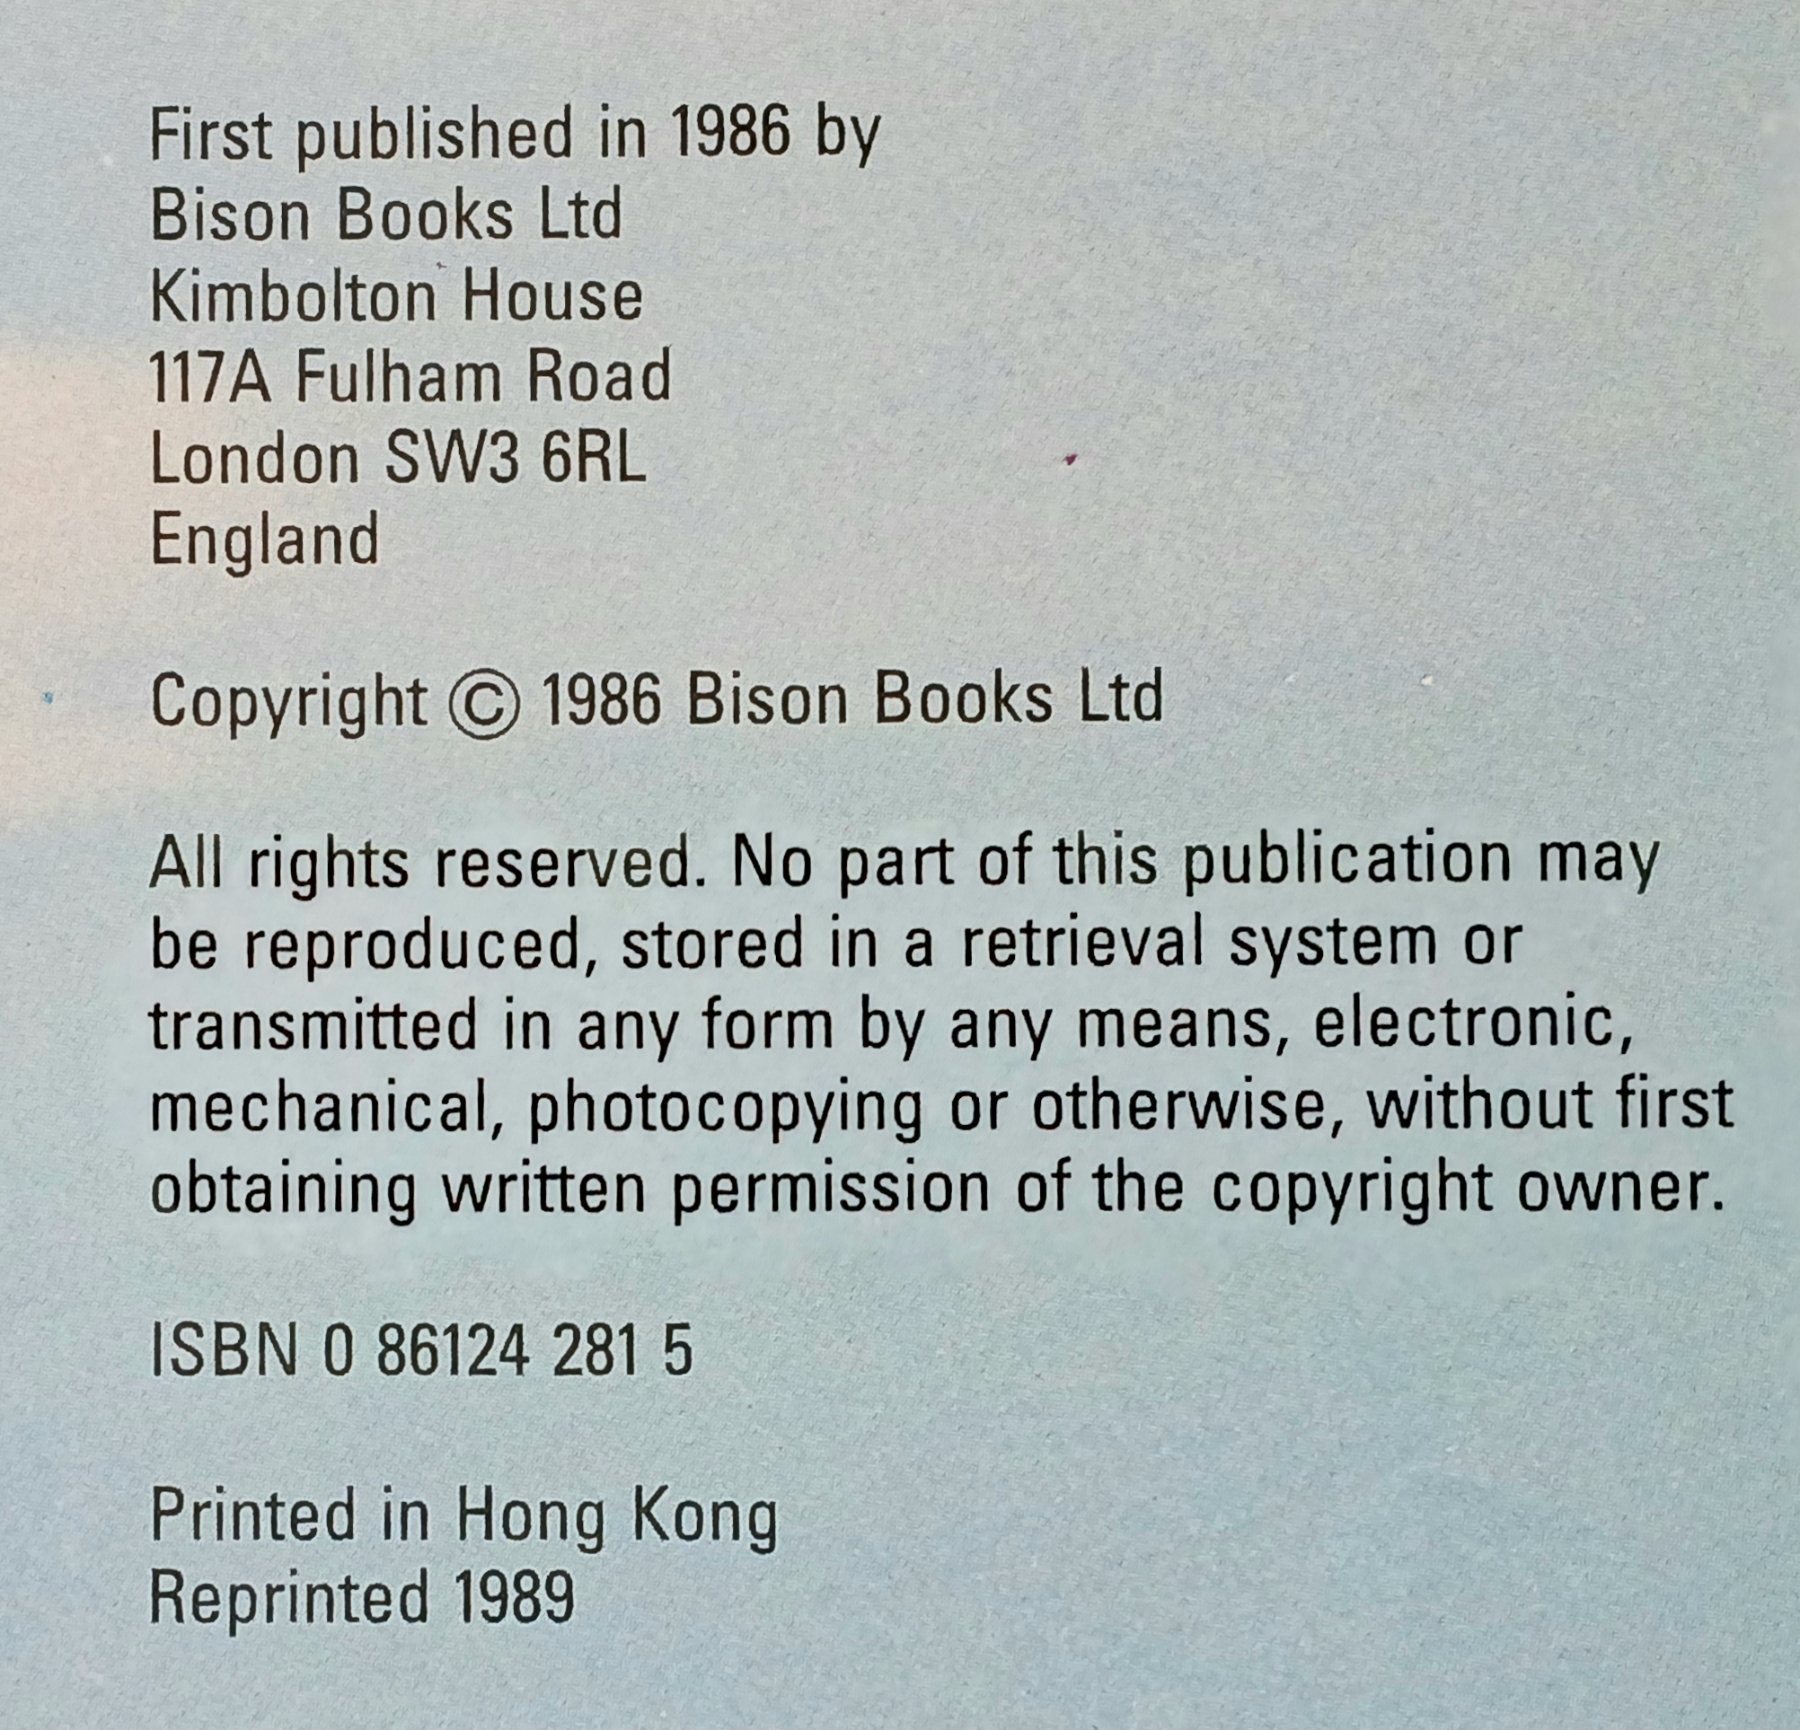 First published in 1986 by
Bison Books Ltd
Kimbolton House
117A Fulham Road
London SW3 6RL
England
Copyright © 1986 Bison Books Ltd
All rights reserved. No part of this publication may
be reproduced, stored in a retrieval system or
transmitted in any form by any means, electronic,
mechanical, photocopying or otherwise, without first
obtaining written permission of the copyright owner.
ISBN 0 86124 281 5
Printed in Hong Kong
Reprinted 1989